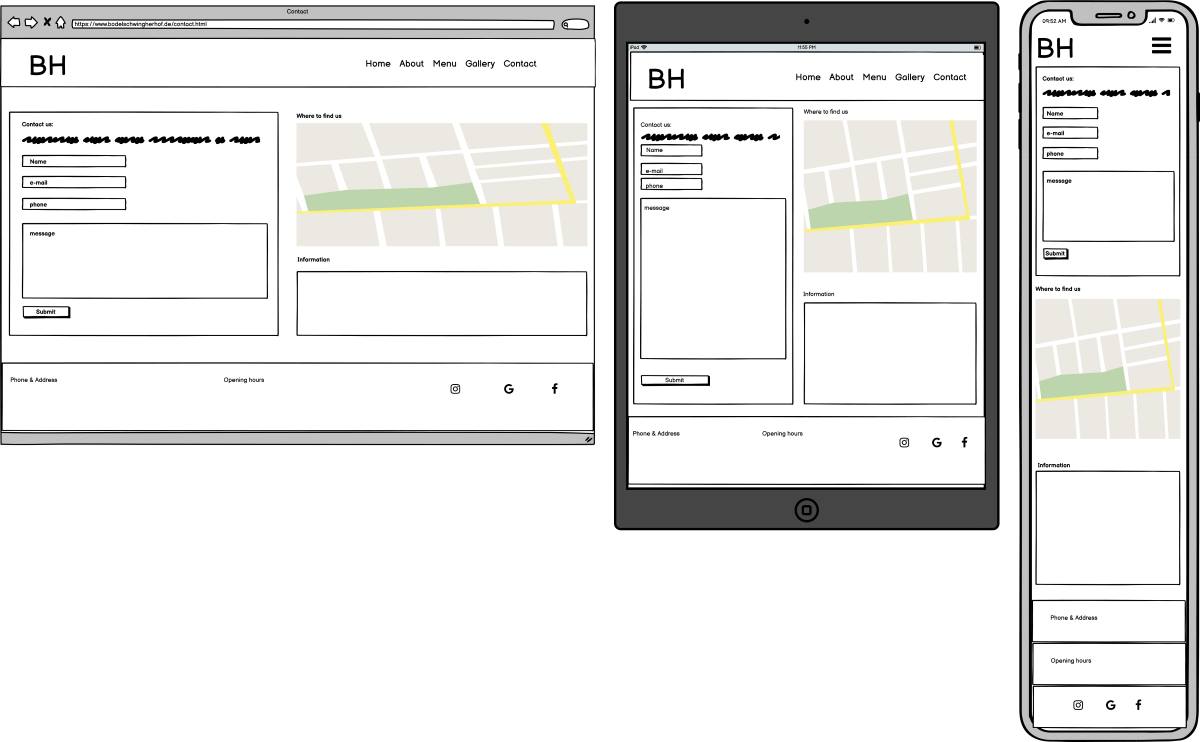 Contact
https://www.bodelschwingherhof.de/contact.html
BH
Home About Menu Gallery Contact
Contact us:
Name
e-mail
phone
message
Submit
Where to find us
Information
Phone & Address
Opening hours
G f
iPad
11:55 PM
BH
Home About Menu Gallery Contact
Contact us:
Name
e-mail
phone
message
Submit
Where to find us
Information
Phone & Address
Opening hours
G f
09:52 AM
BH
Contact us:
Name
e-mail
phone
message
Submit
Where to find us
Information
Phone & Address
Opening hours
G f